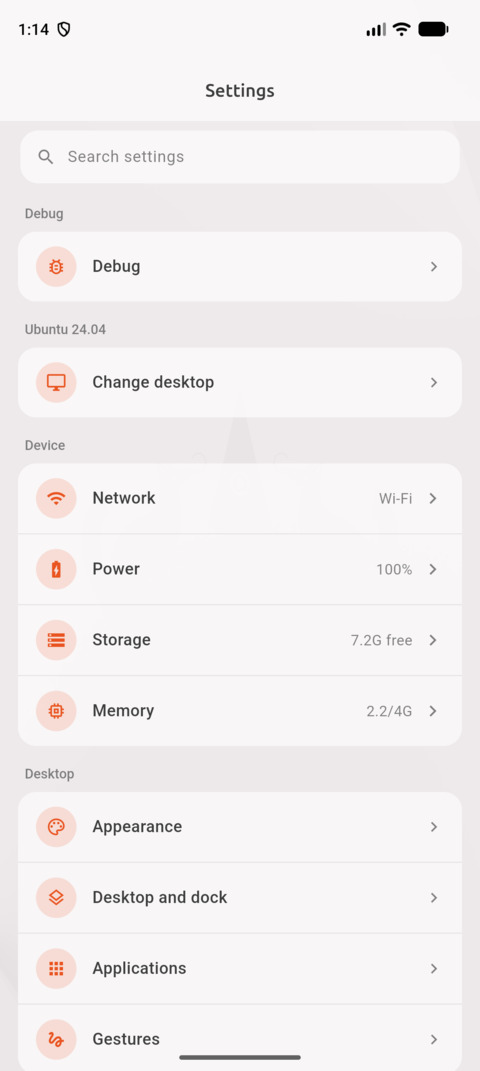 1:14
Settings
Search settings
Debug
Debug
Ubuntu 24.04
Change desktop
Device
Network Wi-Fi
Power 100%
Storage 7.2G free
Memory 2.2/4G
Desktop
Appearance
Desktop and dock
Applications
Gestures